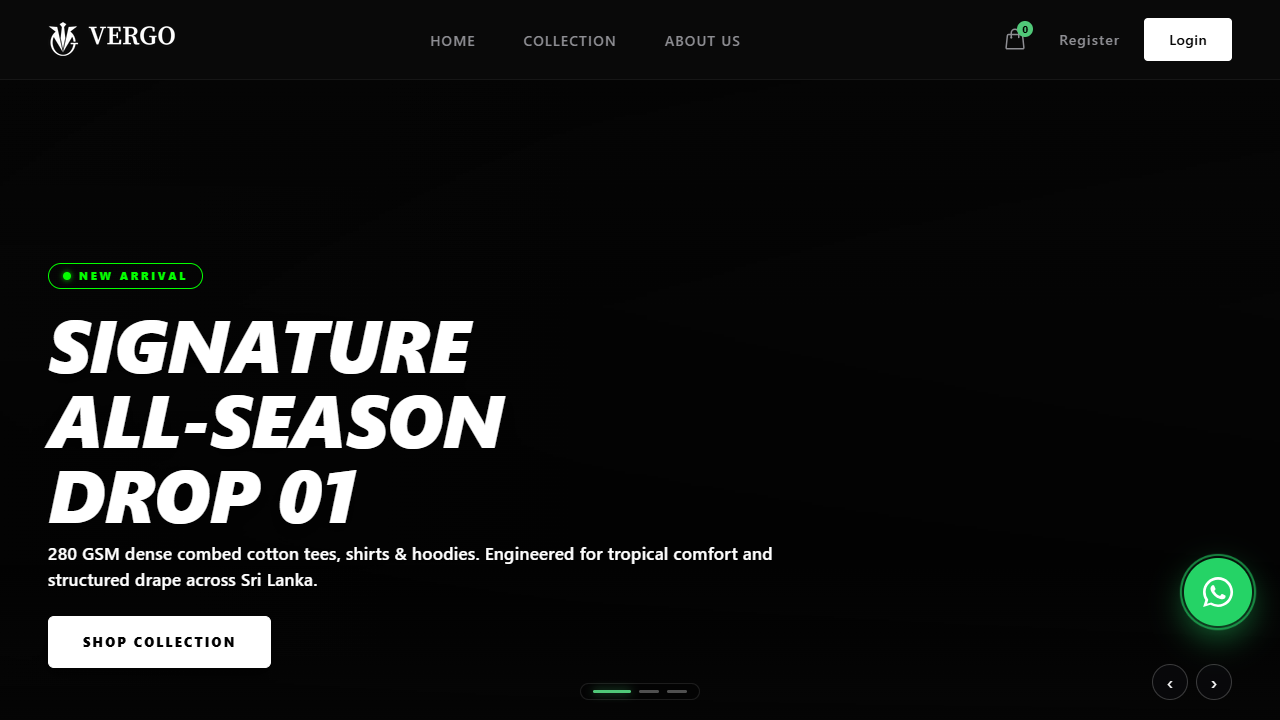 VERGO
HOME COLLECTION ABOUT US
0
Register
Login
NEW ARRIVAL
SIGNATURE
ALL-SEASON
DROP 01
280 GSM dense combed cotton tees, shirts & hoodies. Engineered for tropical comfort and
structured drape across Sri Lanka.
SHOP COLLECTION
‹ ›